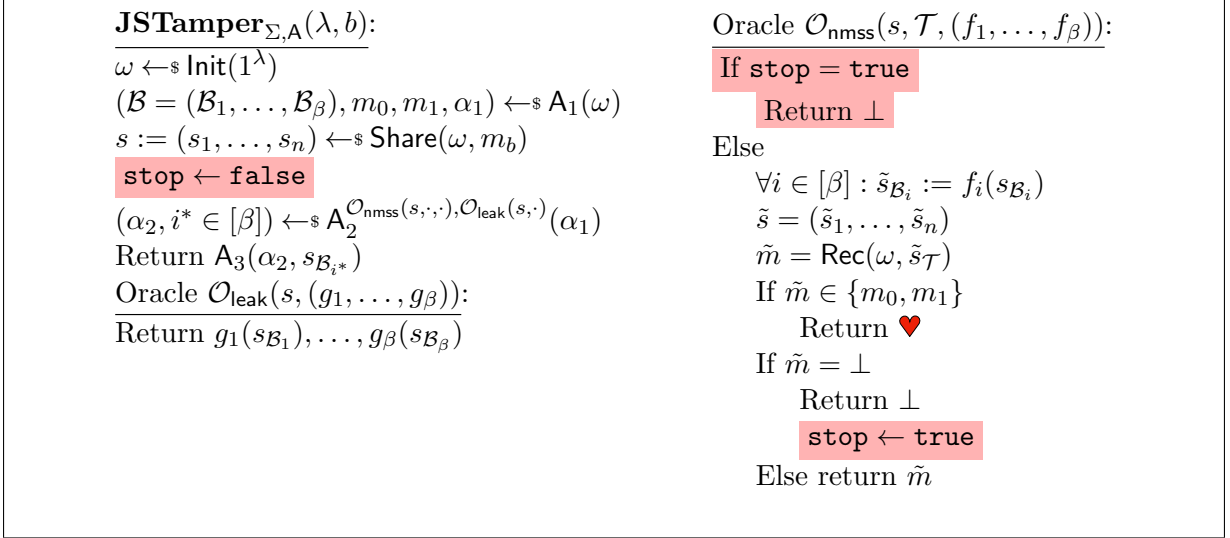 JSTamper_{Σ,A}(λ, b):
ω ←$ Init(1^λ)
(ℬ = (ℬ_1, …, ℬ_β), m_0, m_1, α_1) ←$ A_1(ω)
s := (s_1, …, s_n) ←$ Share(ω, m_b)
stop ← false
(α_2, i* ∈ [β]) ←$ A_2^{𝒪_nmss(s,·,·),𝒪_leak(s,·)}(α_1)
Return A_3(α_2, s_{ℬ_{i*}})
Oracle 𝒪_leak(s, (g_1, …, g_β)):
Return g_1(s_{ℬ_1}), …, g_β(s_{ℬ_β})
Oracle 𝒪_nmss(s, 𝒯, (f_1, …, f_β)):
If stop = true
Return ⊥
Else
∀i ∈ [β] : s̃_{ℬ_i} := f_i(s_{ℬ_i})
s̃ = (s̃_1, …, s̃_n)
m̃ = Rec(ω, s̃_𝒯)
If m̃ ∈ {m_0, m_1}
Return ♥
If m̃ = ⊥
Return ⊥
stop ← true
Else return m̃